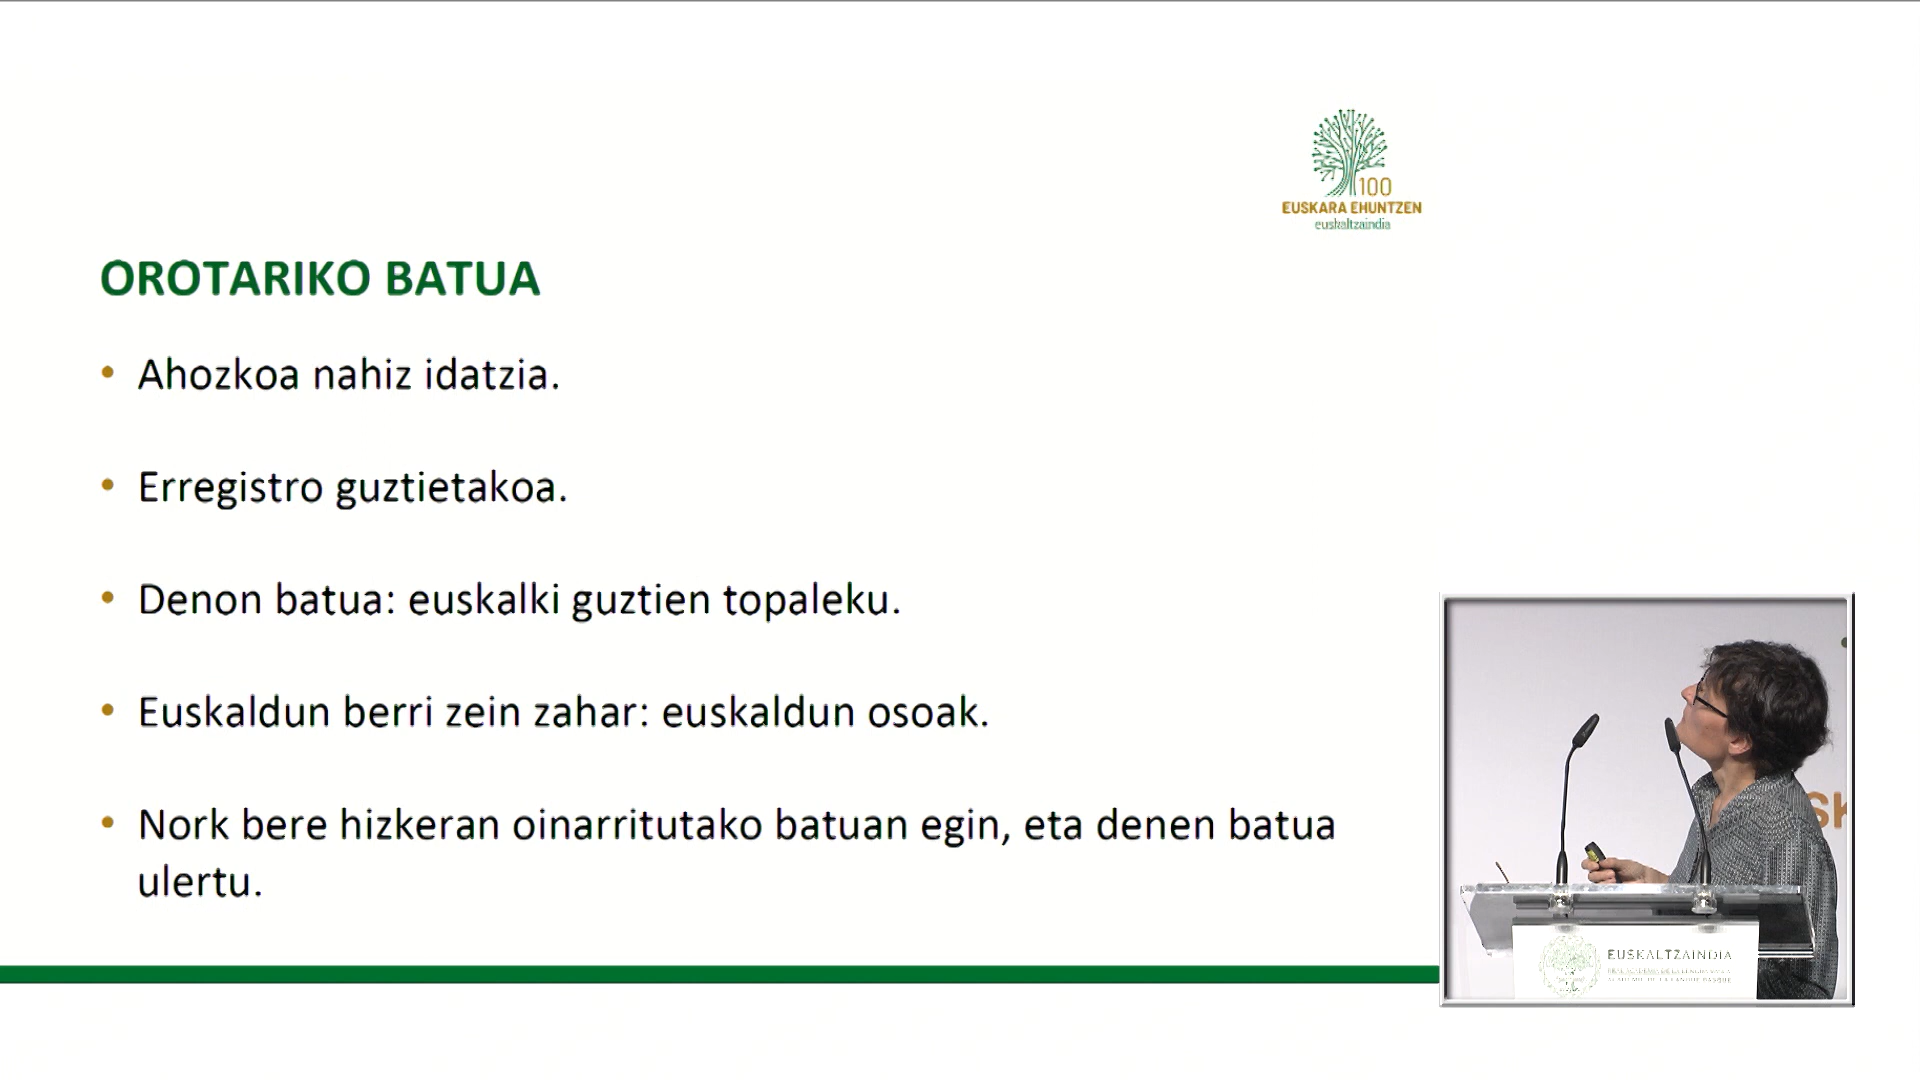 100
EUSKARA EHUNTZEN
euskaltzaindia
OROTARIKO BATUA
• Ahozkoa nahiz idatzia.
• Erregistro guztietakoa.
• Denon batua: euskalki guztien topaleku.
• Euskaldun berri zein zahar: euskaldun osoak.
• Nork bere hizkeran oinarritutako batuan egin, eta denen batua
ulertu.
SK
EUSKALTZAINDIA